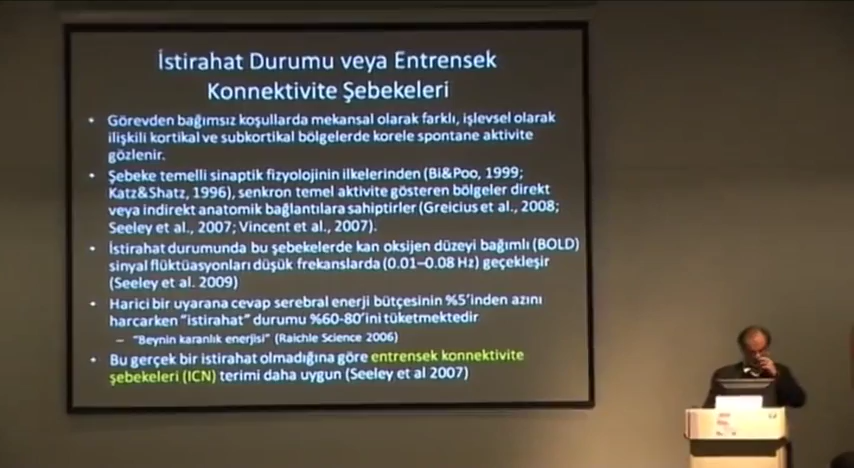 İstirahat Durumu veya Entrensek
Konnektivite Şebekeleri
• Görevden bağımsız koşullarda mekansal olarak farklı, işlevsel olarak
ilişkili kortikal ve subkortikal bölgelerde korele spontane aktivite
gözlenir.
• Şebeke temelli sinaptik fizyolojinin ilkelerinden (Bi&Poo, 1999;
Katz&Shatz, 1996), senkron temel aktivite gösteren bölgeler direkt
veya indirekt anatomik bağlantılara sahiptirler (Greicius et al., 2008;
Seeley et al., 2007; Vincent et al., 2007).
• İstirahat durumunda bu şebekelerde kan oksijen düzeyi bağımlı (BOLD)
sinyal flüktüasyonları düşük frekanslarda (0.01–0.08 Hz) geçekleşir
(Seeley et al. 2009)
• Harici bir uyarana cevap serebral enerji bütçesinin %5'inden azını
harcarken "istirahat" durumu %60-80'ini tüketmektedir
– "Beynin karanlık enerjisi" (Raichle Science 2006)
• Bu gerçek bir istirahat olmadığına göre entrensek konnektivite
şebekeleri (ICN) terimi daha uygun (Seeley et al 2007)